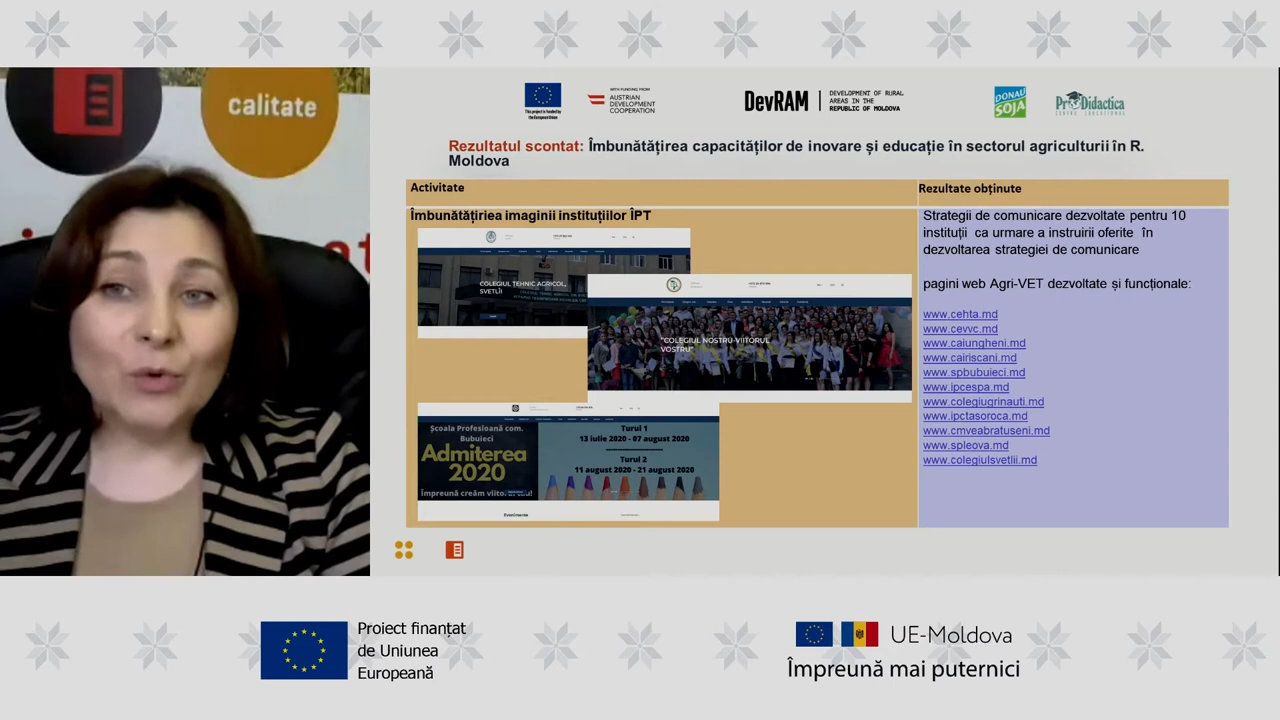 calitate
This project is funded by
the European Union
WITH FUNDING FROM
AUSTRIAN
DEVELOPMENT
COOPERATION
DevRAM
DEVELOPMENT OF RURAL
AREAS IN THE
REPUBLIC OF MOLDOVA
DONAU
SOJA
Pro Didactica
CENTRU EDUCAȚIONAL
Rezultatul scontat: Îmbunătățirea capacităților de inovare și educație în sectorul agriculturii în R.
Moldova
Activitate
Rezultate obținute
Îmbunătățiriea imaginii instituțiilor ÎPT
COLEGIUL TEHNIC AGRICOL,
SVETLÎI
"COLEGIUL NOSTRU-VIITORUL
VOSTRU"
Școala Profesioană com.
Bubuieci
Admiterea
2020
Împreună creăm
Turul 1
13 iulie 2020 - 07 august 2020
Turul 2
11 august 2020 - 21 august 2020
Evenimente
Strategii de comunicare dezvoltate pentru 10
instituții ca urmare a instruirii oferite în
dezvoltarea strategiei de comunicare
pagini web Agri-VET dezvoltate și funcționale:
www.cehta.md
www.cevvc.md
www.caiungheni.md
www.cairiscani.md
www.spbubuieci.md
www.ipcespa.md
www.colegiugrinauti.md
www.ipctasoroca.md
www.cmveabratuseni.md
www.spleova.md
www.colegiulsvetlii.md
Proiect finanțat
de Uniunea
Europeană
UE-Moldova
Împreună mai puternici